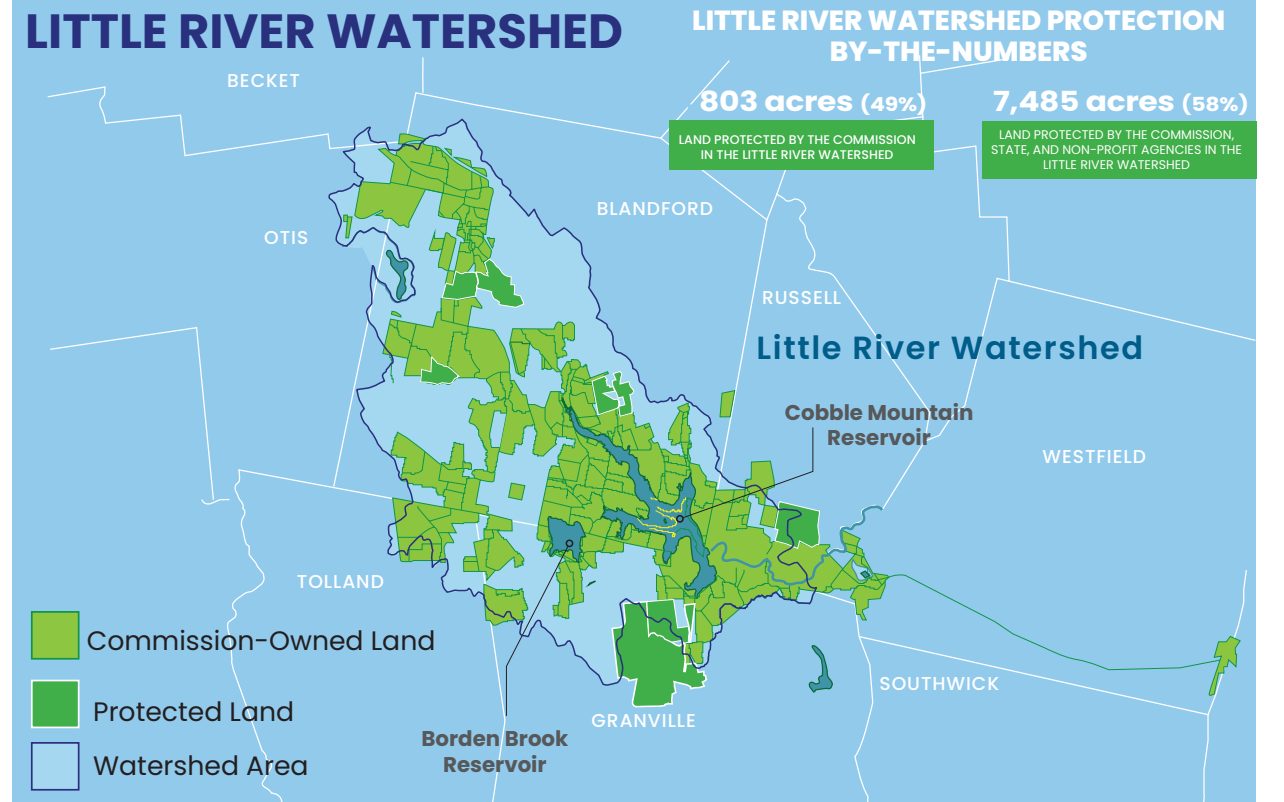 LITTLE RIVER WATERSHED
LITTLE RIVER WATERSHED PROTECTION
BY-THE-NUMBERS
803 acres (49%)
LAND PROTECTED BY THE COMMISSION
IN THE LITTLE RIVER WATERSHED
7,485 acres (58%)
LAND PROTECTED BY THE COMMISSION,
STATE, AND NON-PROFIT AGENCIES IN THE
LITTLE RIVER WATERSHED
BECKET
BLANDFORD
OTIS
RUSSELL
Little River Watershed
Cobble Mountain
Reservoir
WESTFIELD
TOLLAND
Commission-Owned Land
Protected Land
Watershed Area
SOUTHWICK
GRANVILLE
Borden Brook
Reservoir